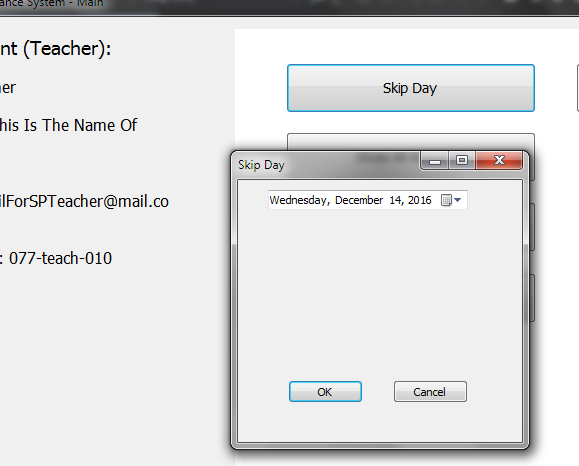 ance System - Main
nt (Teacher):
er
his Is The Name Of
ilForSPTeacher@mail.co
: 077-teach-010
Skip Day
Skip Day
Wednesday, December 14, 2016
OK
Cancel